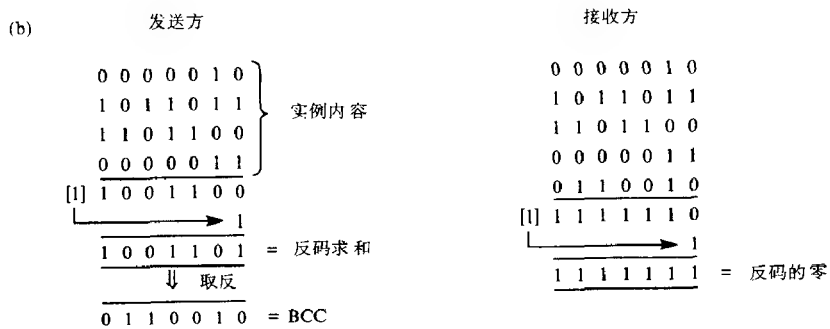 (b)
发送方
0 0 0 0 0 1 0
1 0 1 1 0 1 1
1 1 0 1 1 0 0
0 0 0 0 0 1 1
实例内容
[1] 1 0 0 1 1 0 0
1
1 0 0 1 1 0 1 = 反码求和
⇓ 取反
0 1 1 0 0 1 0 = BCC
接收方
0 0 0 0 0 1 0
1 0 1 1 0 1 1
1 1 0 1 1 0 0
0 0 0 0 0 1 1
0 1 1 0 0 1 0
[1] 1 1 1 1 1 1 0
1
1 1 1 1 1 1 1 = 反码的零